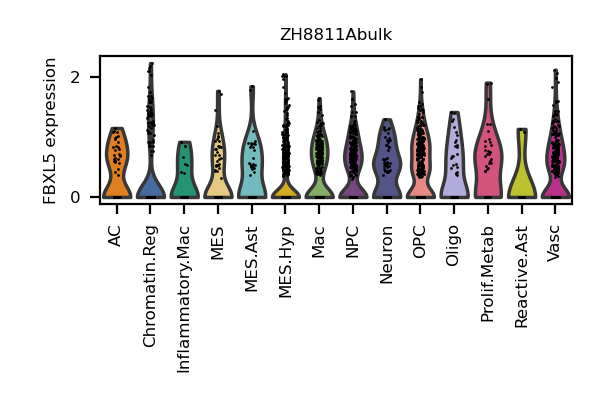 ZH8811Abulk
FBXL5 expression
2
0
AC
Chromatin.Reg
Inflammatory.Mac
MES
MES.Ast
MES.Hyp
Mac
NPC
Neuron
OPC
Oligo
Prolif.Metab
Reactive.Ast
Vasc